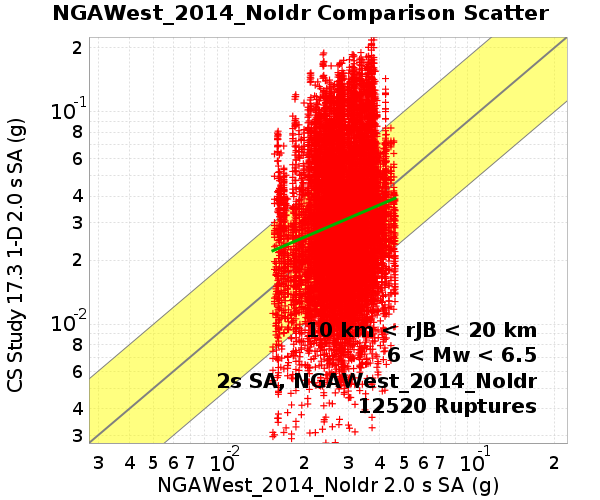 NGAWest_2014_NoIdr Comparison Scatter
CS Study 17.3 1-D 2.0 s SA (g)
2
10-1
8
6
4
3
2
10-2
8
6
4
3
10 km < rJB < 20 km
6 < Mw < 6.5
2s SA, NGAWest_2014_NoIdr
12520 Ruptures
3 4 5 6 7 10-2 2 3 4 5 6 7 10-1 2
NGAWest_2014_NoIdr 2.0 s SA (g)